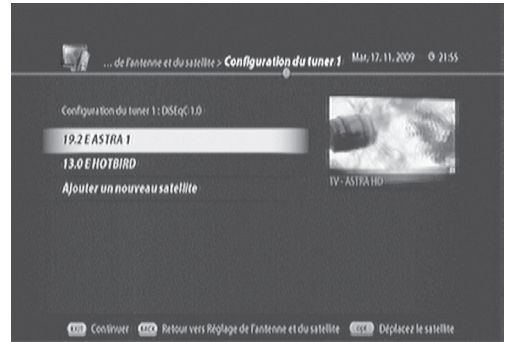 ... de l'antenne et du satellite > Configuration du tuner 1 Mar, 17. 11. 2009 21:55
Configuration du tuner 1 : DiSEqC 1.0
19.2 E ASTRA 1
13.0 E HOTBIRD
Ajouter un nouveau satellite
TV - ASTRA HD
EXIT Continuer BACK Retour vers Réglage de l'antenne et du satellite OPT Déplacez le satellite